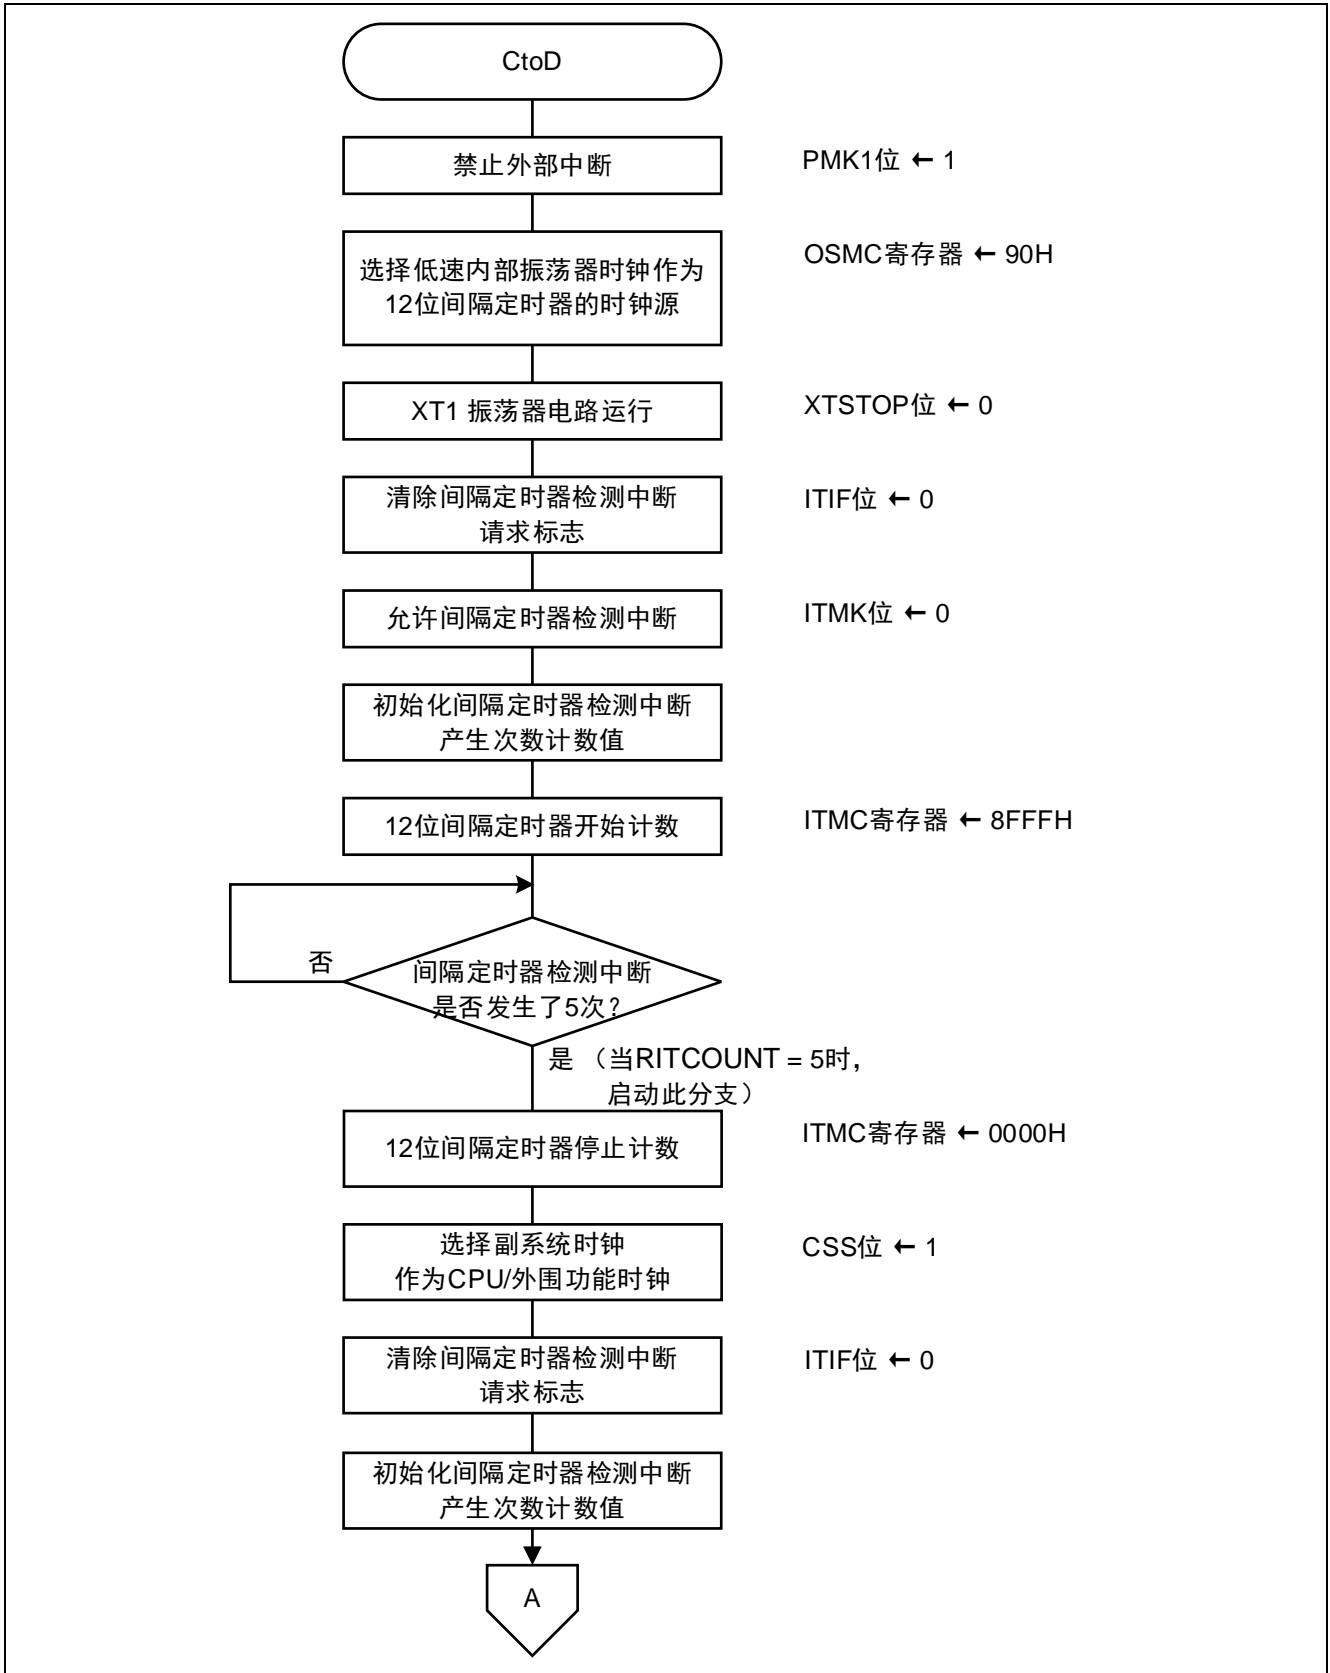 CtoD
禁止外部中断
PMK1位 ← 1
选择低速内部振荡器时钟作为
12位间隔定时器的时钟源
OSMC寄存器 ← 90H
XT1 振荡器电路运行
XTSTOP位 ← 0
清除间隔定时器检测中断
请求标志
ITIF位 ← 0
允许间隔定时器检测中断
ITMK位 ← 0
初始化间隔定时器检测中断
产生次数计数值
12位间隔定时器开始计数
ITMC寄存器 ← 8FFFH
否
间隔定时器检测中断
是否发生了5次?
是 （当RITCOUNT = 5时，
启动此分支）
12位间隔定时器停止计数
ITMC寄存器 ← 0000H
选择副系统时钟
作为CPU/外围功能时钟
CSS位 ← 1
清除间隔定时器检测中断
请求标志
ITIF位 ← 0
初始化间隔定时器检测中断
产生次数计数值
A